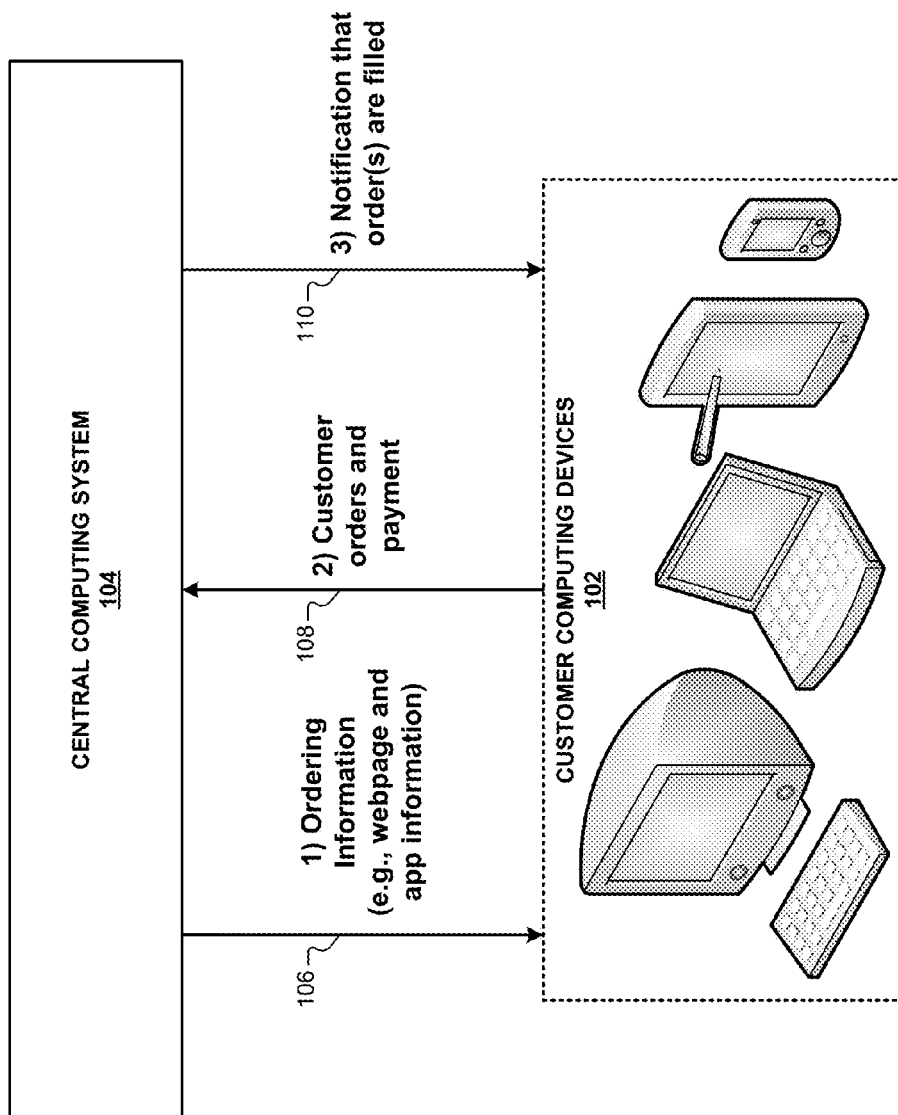 CENTRAL COMPUTING SYSTEM
104
106
1) Ordering
Information
(e.g., webpage and
app information)
108
2) Customer
orders and
payment
110
3) Notification that
order(s) are filled
CUSTOMER COMPUTING DEVICES
102